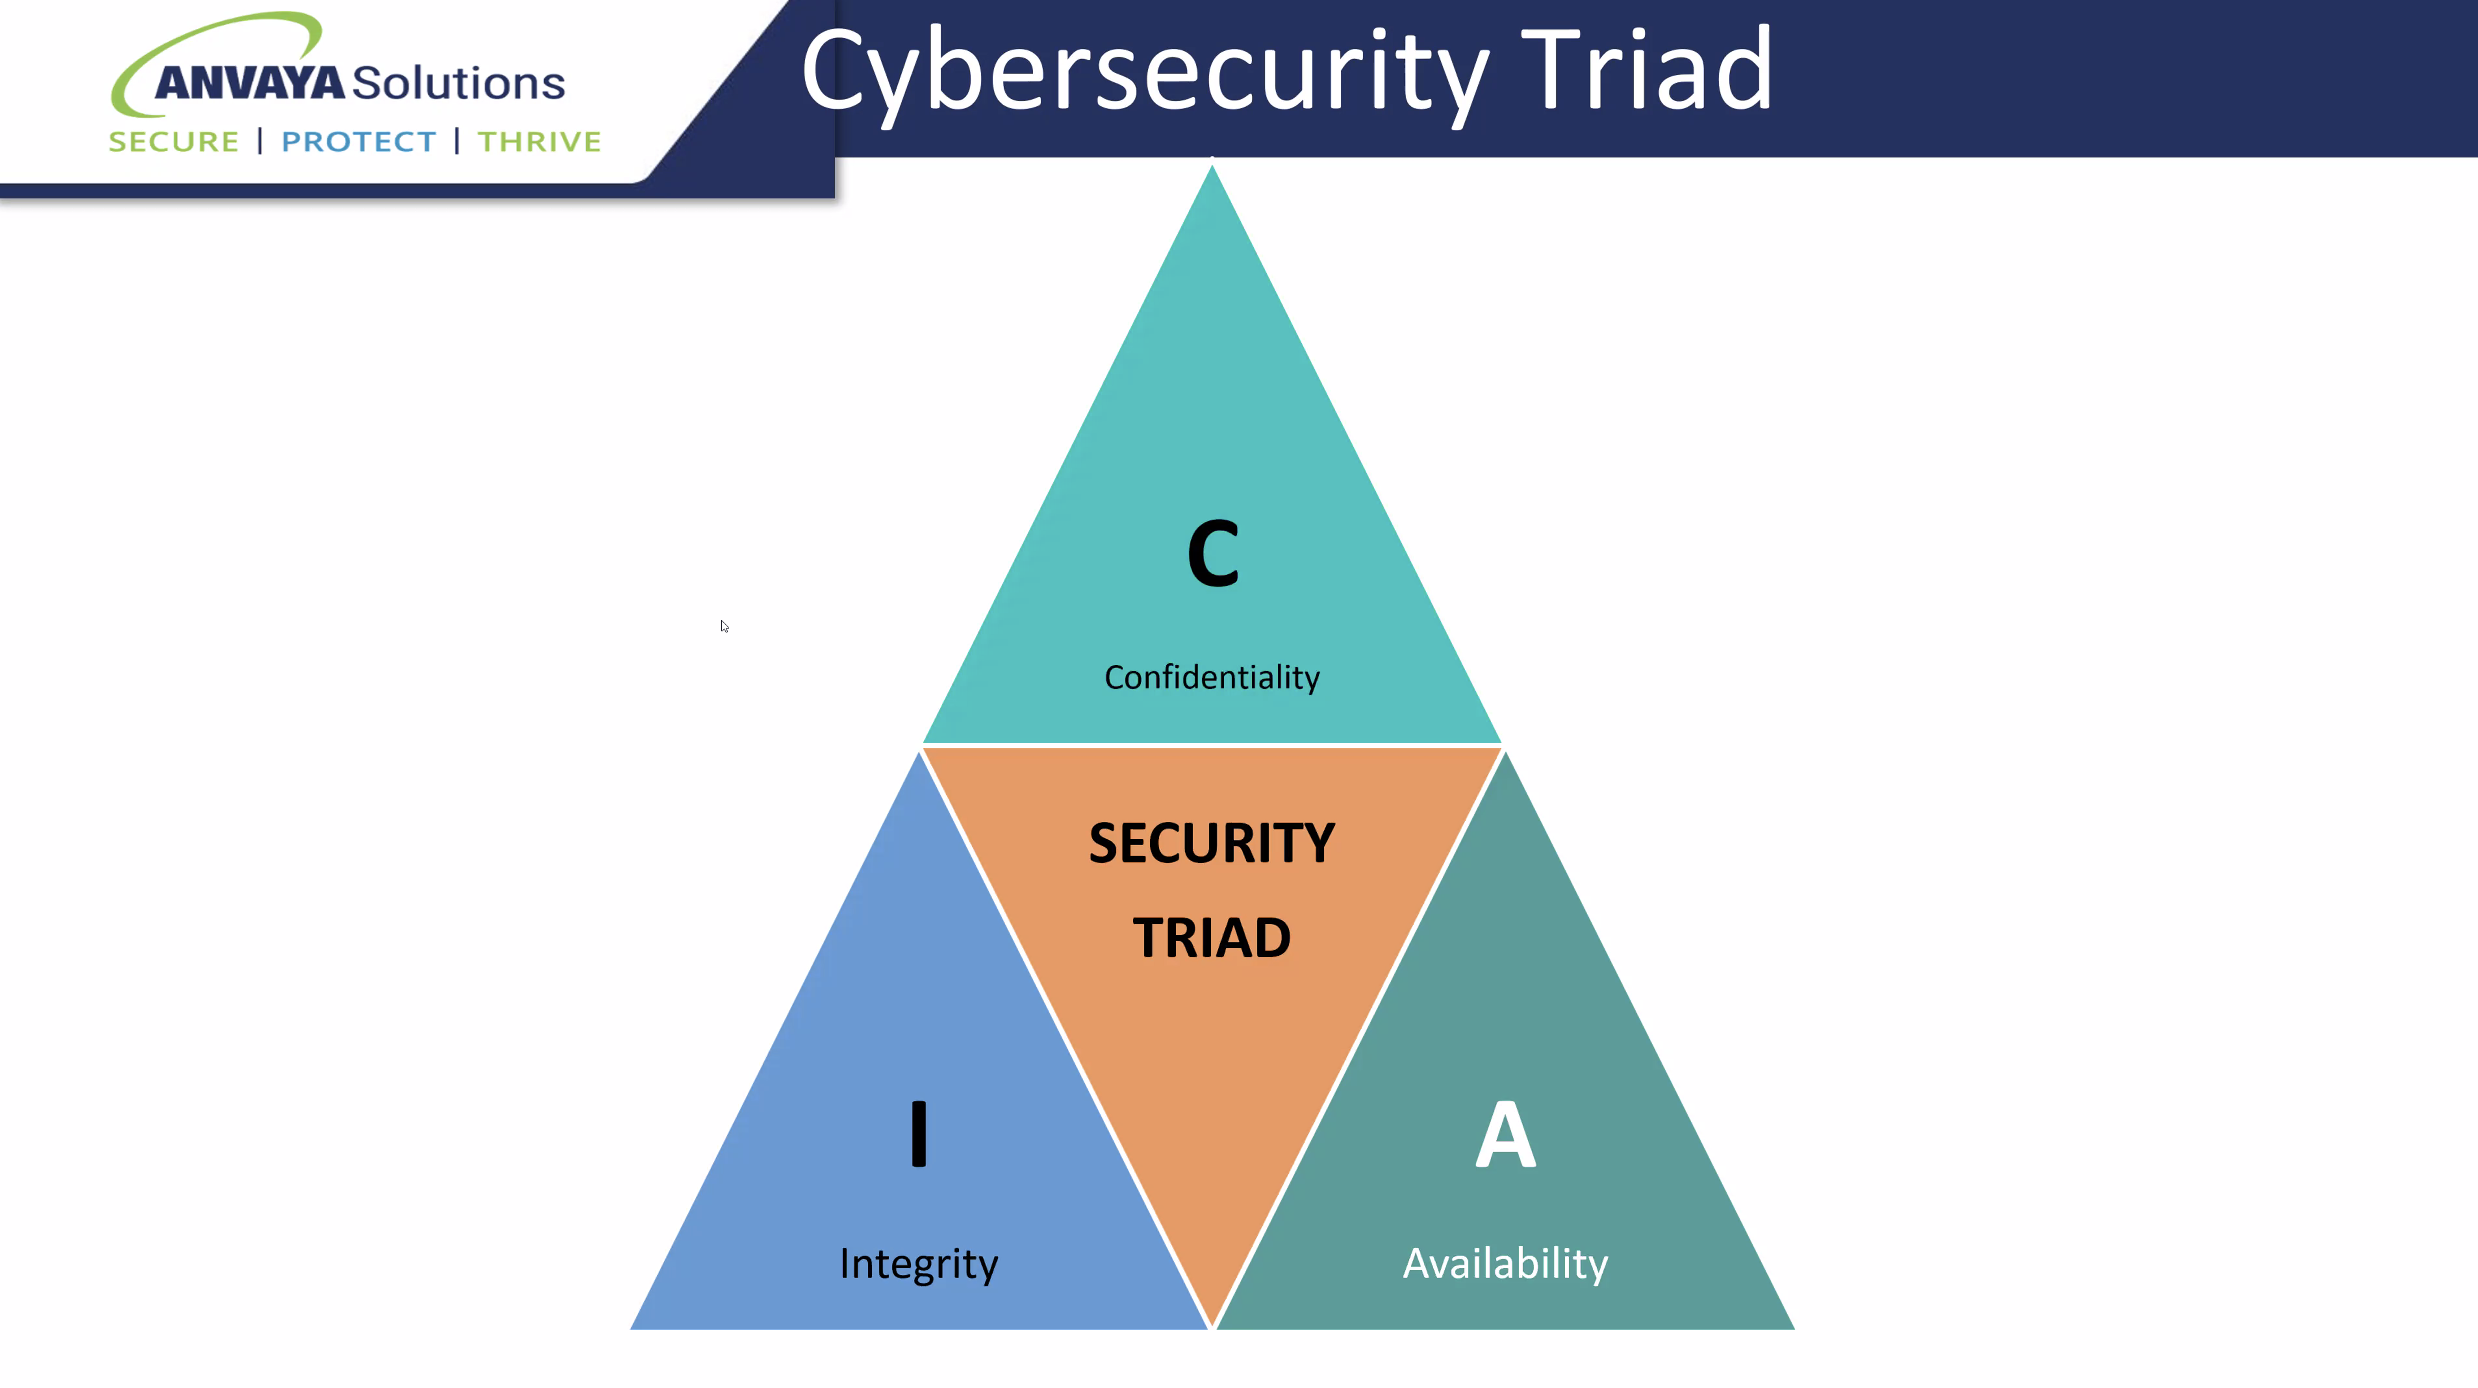 ANVAYA Solutions
SECURE | PROTECT | THRIVE
Cybersecurity Triad
C
Confidentiality
SECURITY
TRIAD
I
Integrity
A
Availability